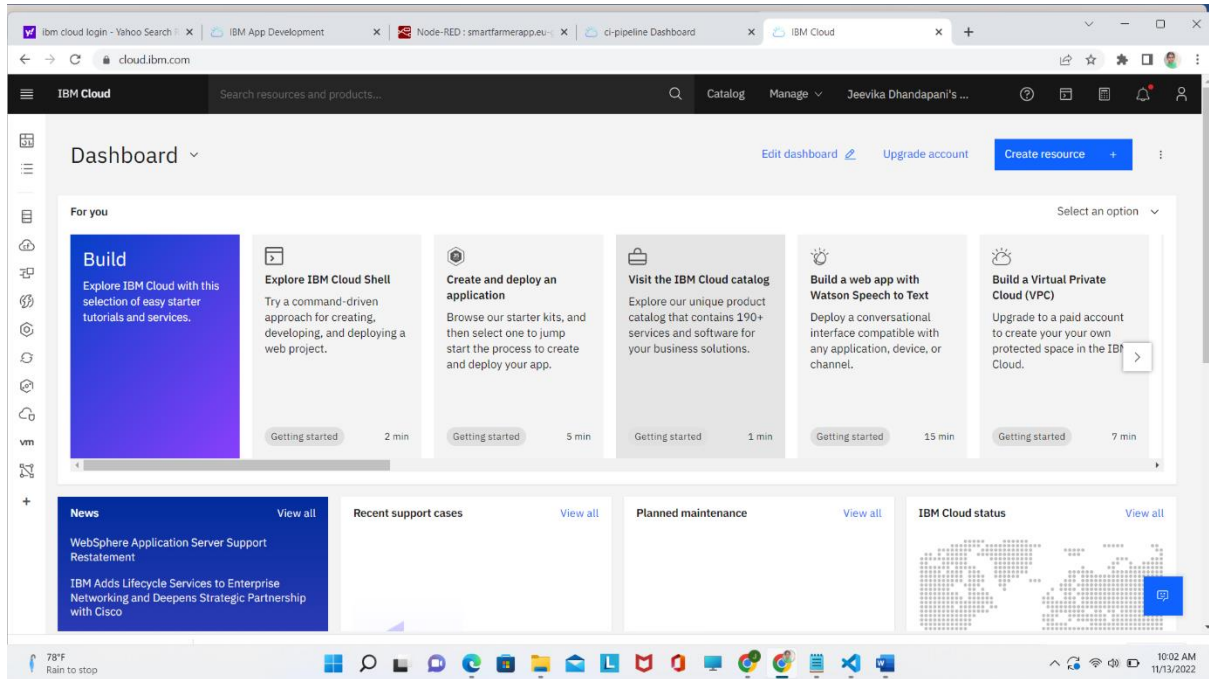 ibm cloud login - Yahoo Search
IBM App Development
Node-RED : smartfarmerapp.eu-
ci-pipeline Dashboard
IBM Cloud
cloud.ibm.com
IBM Cloud
Search resources and products...
Catalog
Manage
Jeevika Dhandapani's ...
Dashboard
Edit dashboard
Upgrade account
Create resource +
For you
Select an option
Build
Explore IBM Cloud with this
selection of easy starter
tutorials and services.
Explore IBM Cloud Shell
Try a command-driven
approach for creating,
developing, and deploying a
web project.
Getting started 2 min
Create and deploy an
application
Browse our starter kits, and
then select one to jump
start the process to create
and deploy your app.
Getting started 5 min
Visit the IBM Cloud catalog
Explore our unique product
catalog that contains 190+
services and software for
your business solutions.
Getting started 1 min
Build a web app with
Watson Speech to Text
Deploy a conversational
interface compatible with
any application, device, or
channel.
Getting started 15 min
Build a Virtual Private
Cloud (VPC)
Upgrade to a paid account
to create your your own
protected space in the IBM
Cloud.
Getting started 7 min
vm
News View all
WebSphere Application Server Support
Restatement
IBM Adds Lifecycle Services to Enterprise
Networking and Deepens Strategic Partnership
with Cisco
Recent support cases View all
Planned maintenance View all
IBM Cloud status View all
78°F
Rain to stop
10:02 AM
11/13/2022